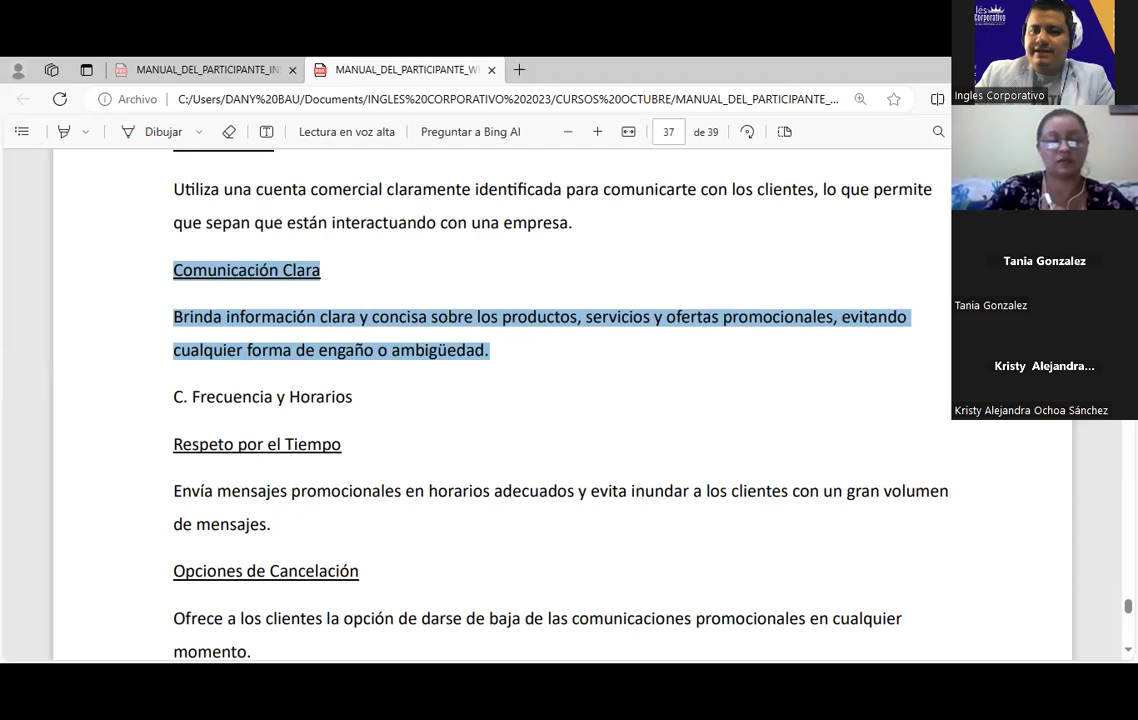 MANUAL_DEL_PARTICIPANTE_IN
MANUAL_DEL_PARTICIPANTE_W
Archivo
C:/Users/DANY%20BAU/Documents/INGLES%20CORPORATIVO%202023/CURSOS%20OCTUBRE/MANUAL_DEL_PARTICIPANTE_...
Dibujar
Lectura en voz alta
Preguntar a Bing AI
37
de 39
Utiliza una cuenta comercial claramente identificada para comunicarte con los clientes, lo que permite
que sepan que están interactuando con una empresa.
Comunicación Clara
Brinda información clara y concisa sobre los productos, servicios y ofertas promocionales, evitando
cualquier forma de engaño o ambigüedad.
C. Frecuencia y Horarios
Respeto por el Tiempo
Envía mensajes promocionales en horarios adecuados y evita inundar a los clientes con un gran volumen
de mensajes.
Opciones de Cancelación
Ofrece a los clientes la opción de darse de baja de las comunicaciones promocionales en cualquier
momento.
lés
Corporativo
Ingles Corporativo
Tania Gonzalez
Tania Gonzalez
Kristy Alejandra...
Kristy Alejandra Ochoa Sánchez